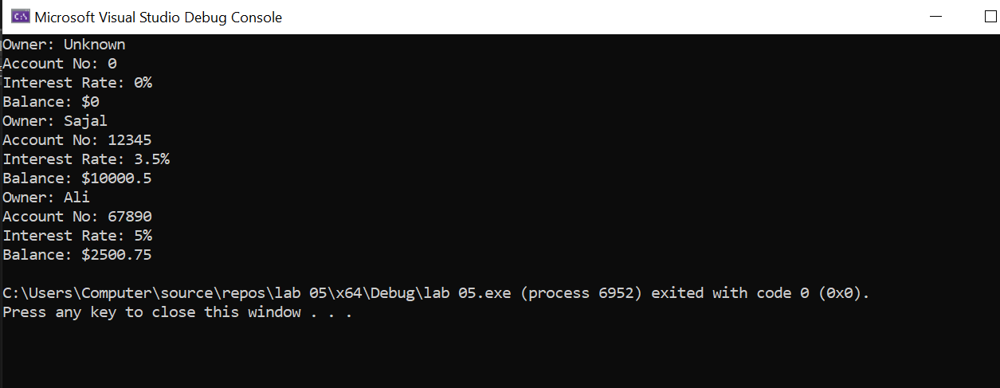 Microsoft Visual Studio Debug Console
Owner: Unknown
Account No: 0
Interest Rate: 0%
Balance: $0
Owner: Sajal
Account No: 12345
Interest Rate: 3.5%
Balance: $10000.5
Owner: Ali
Account No: 67890
Interest Rate: 5%
Balance: $2500.75
C:\Users\Computer\source\repos\lab 05\x64\Debug\lab 05.exe (process 6952) exited with code 0 (0x0).
Press any key to close this window . . .